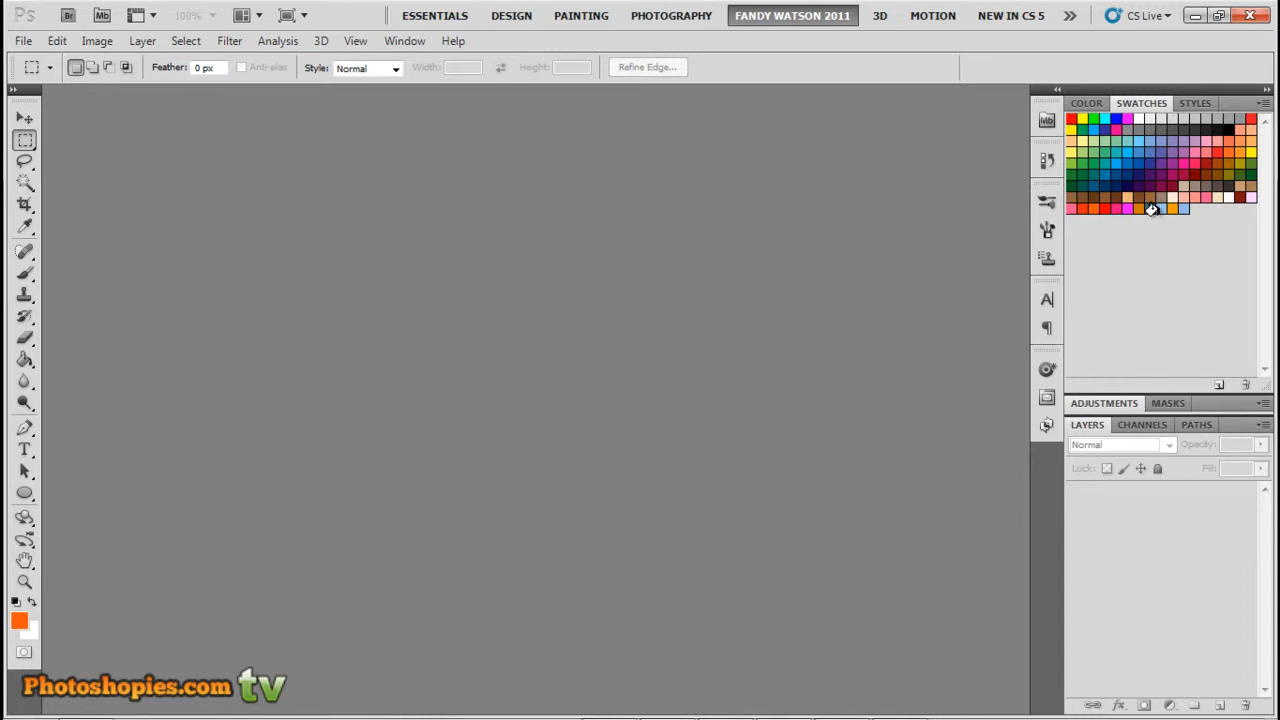 Ps Br Mb 100% ESSENTIALS DESIGN PAINTING PHOTOGRAPHY FANDY WATSON 2011 3D MOTION NEW IN CS 5 CS Live
File Edit Image Layer Select Filter Analysis 3D View Window Help
Feather: 0 px Anti-alias Style: Normal Width: Height: Refine Edge...
COLOR SWATCHES STYLES
Mb
A
ADJUSTMENTS MASKS
LAYERS CHANNELS PATHS
Normal Opacity:
Lock: Fill:
T
fx
Photoshopies.com tv